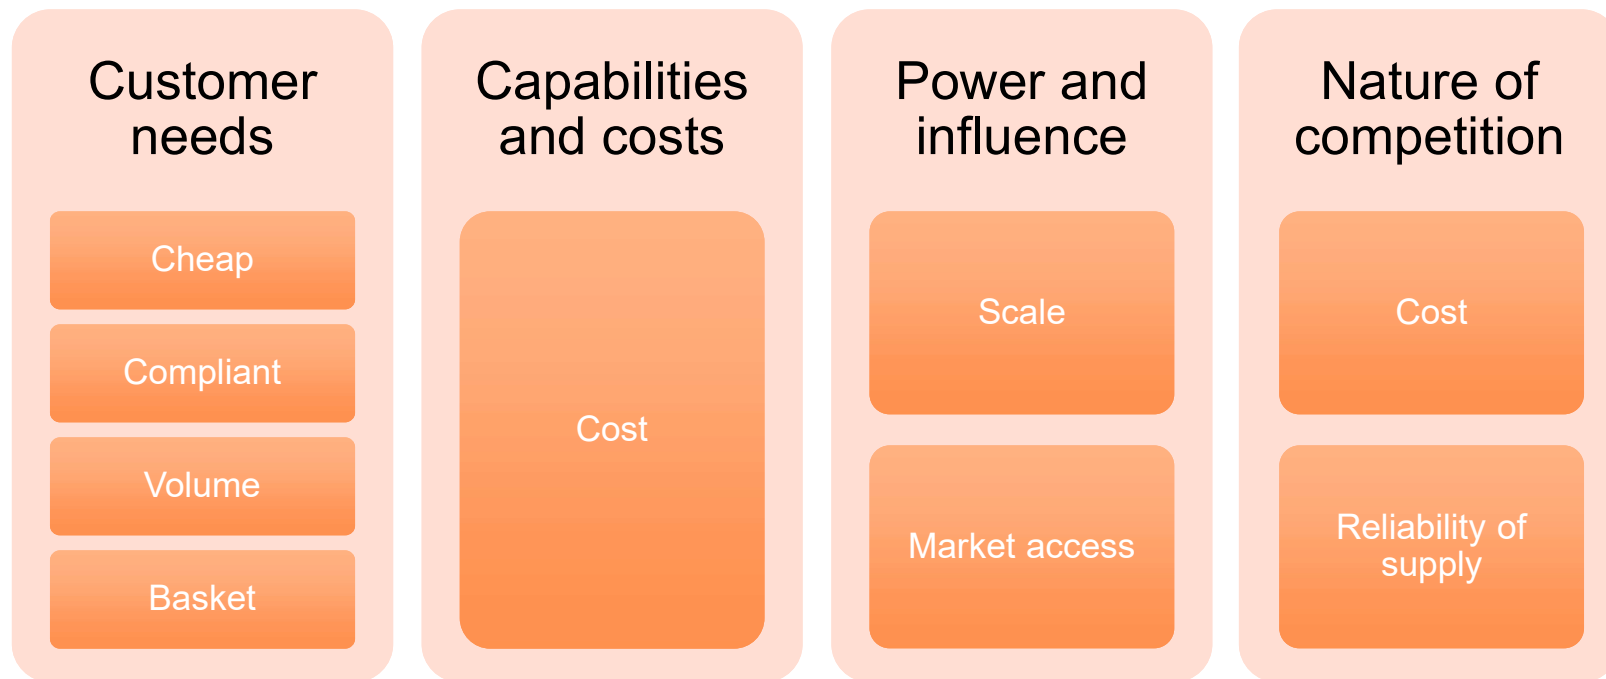 Customer
needs
Cheap
Compliant
Volume
Basket
Capabilities
and costs
Cost
Power and
influence
Scale
Market access
Nature of
competition
Cost
Reliability of
supply